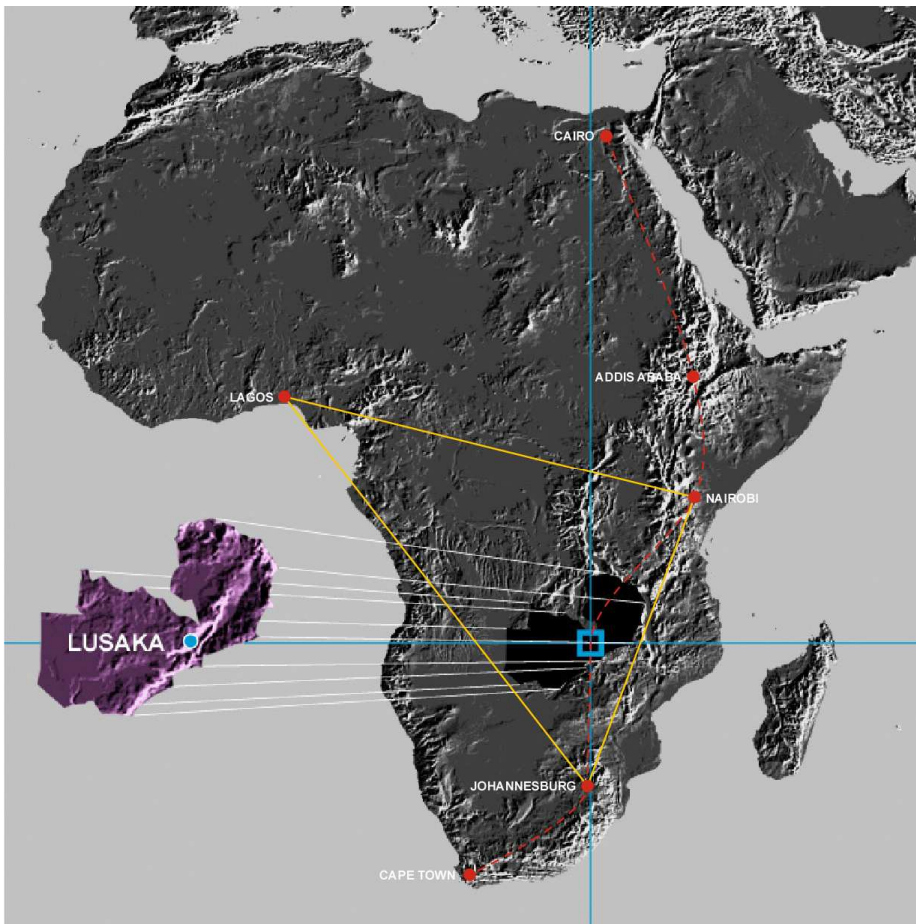 CAIRO
ADDIS ABABA
LAGOS
NAIROBI
LUSAKA
JOHANNESBURG
CAPE TOWN